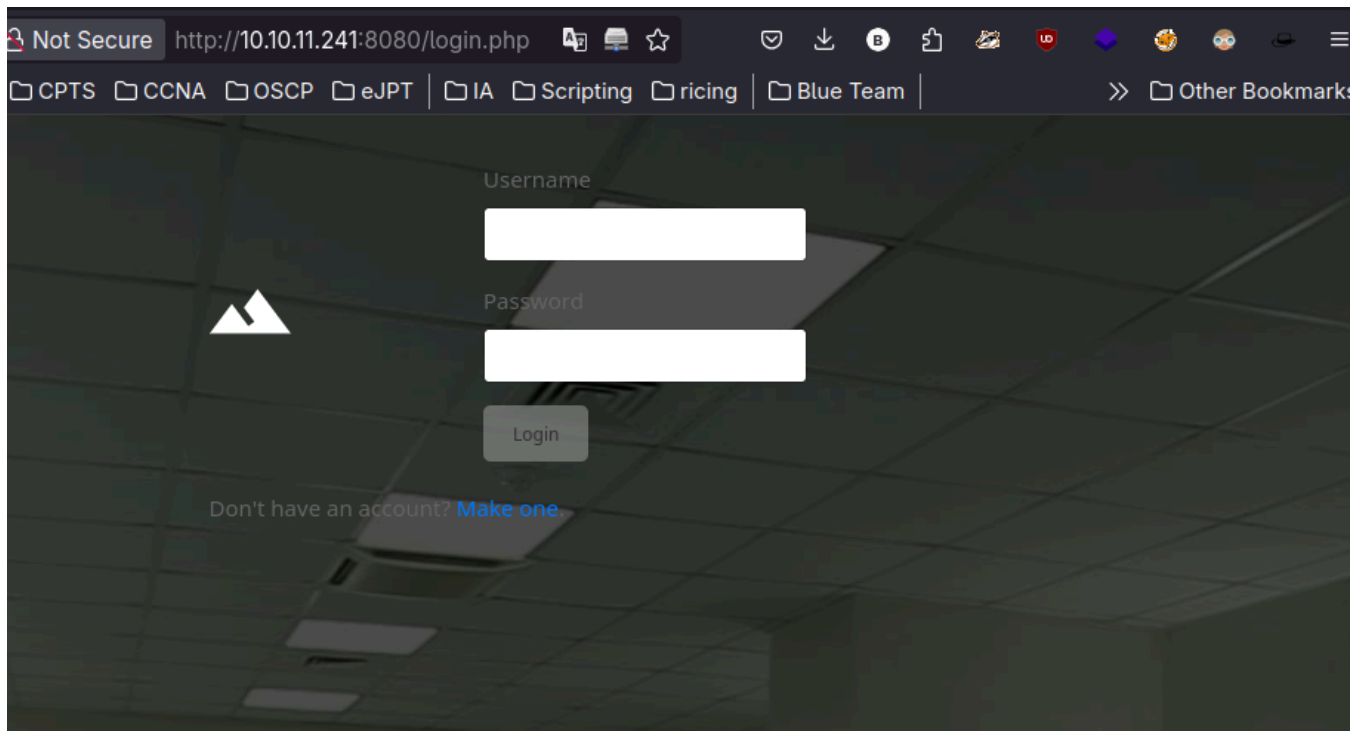 Not Secure http://10.10.11.241:8080/login.php
CPTS CCNA OSCP eJPT IA Scripting ricing Blue Team Other Bookmarks
Username
Password
Login
Don't have an account? Make one.